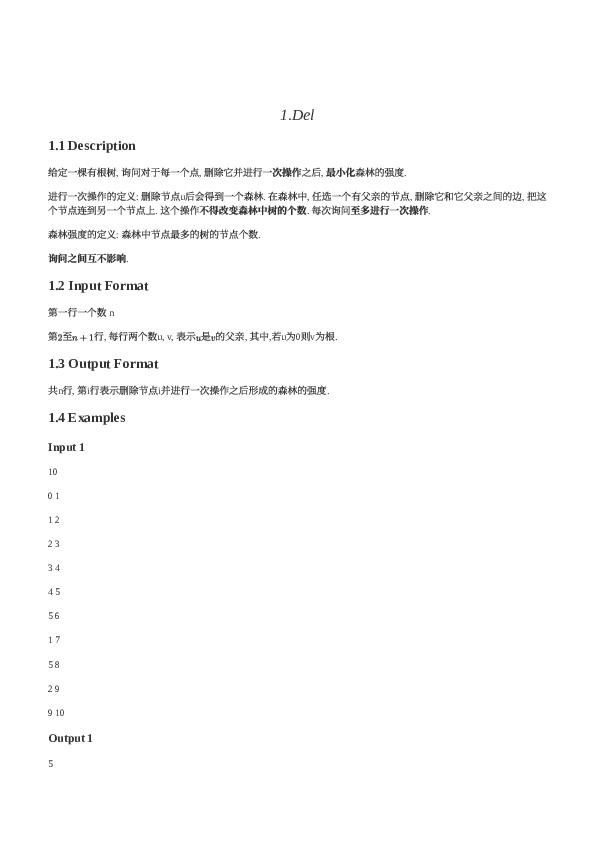 1.Del
1.1 Description
给定一棵有根树, 询问对于每一个点, 删除它并进行一次操作之后, 最小化森林的强度.
进行一次操作的定义: 删除节点u后会得到一个森林. 在森林中, 任选一个有父亲的节点, 删除它和它父亲之间的边, 把这
个节点连到另一个节点上. 这个操作不得改变森林中树的个数. 每次询问至多进行一次操作.
森林强度的定义: 森林中节点最多的树的节点个数.
询问之间互不影响.
1.2 Input Format
第一行一个数 n
第2至n + 1行, 每行两个数u, v, 表示u是v的父亲, 其中,若u为0则v为根.
1.3 Output Format
共n行, 第i行表示删除节点i并进行一次操作之后形成的森林的强度.
1.4 Examples
Input 1
10
0 1
1 2
2 3
3 4
4 5
5 6
1 7
5 8
2 9
9 10
Output 1
5